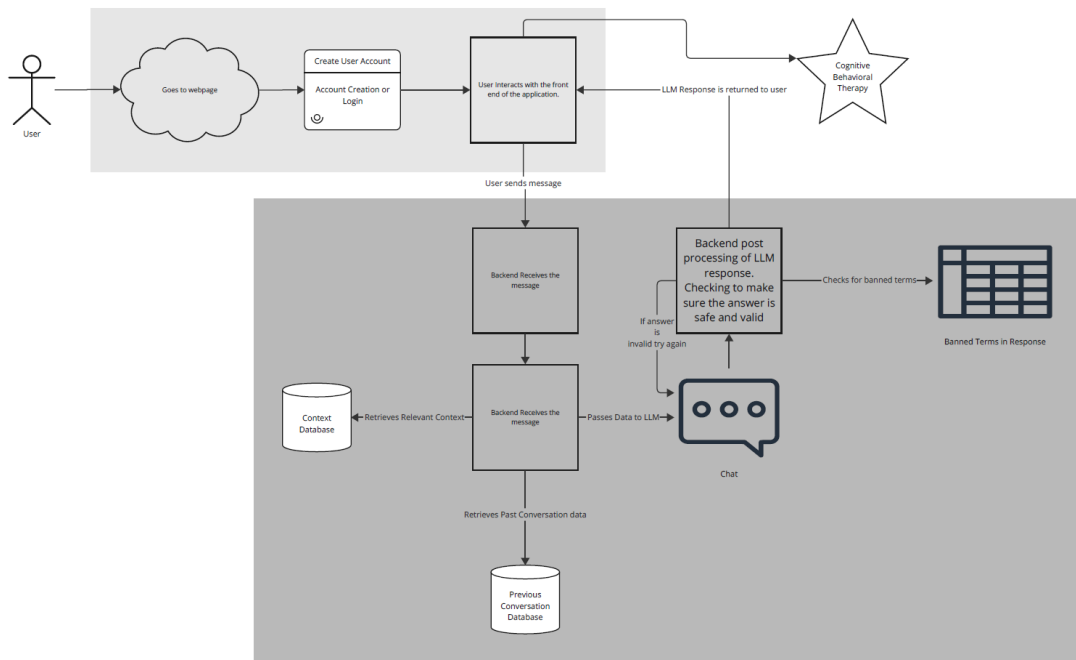 User
Goes to webpage
Create User Account
Account Creation or
Login
User Interacts with the front
end of the application.
LLM Response is returned to user
Cognitive
Behavioral
Therapy
User sends message
Backend Receives the
message
Backend post
processing of LLM
response.
Checking to make
sure the answer is
safe and valid
Checks for banned terms
Banned Terms in Response
If answer
is
invalid try again
Context
Database
Retrieves Relevant Context
Backend Receives the
message
Passes Data to LLM
Chat
Retrieves Past Conversation data
Previous
Conversation
Database